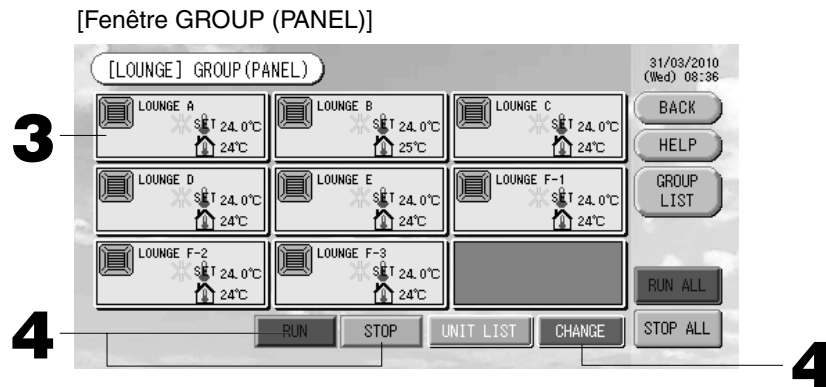 [Fenêtre GROUP (PANEL)]
[LOUNGE] GROUP(PANEL)
31/03/2010
(Wed) 08:36
LOUNGE A
SET 24.0℃
24℃
LOUNGE B
SET 24.0℃
25℃
LOUNGE C
SET 24.0℃
24℃
BACK
HELP
3
LOUNGE D
SET 24.0℃
24℃
LOUNGE E
SET 24.0℃
24℃
LOUNGE F-1
SET 24.0℃
24℃
GROUP
LIST
LOUNGE F-2
SET 24.0℃
24℃
LOUNGE F-3
SET 24.0℃
24℃
RUN ALL
4
RUN
STOP
UNIT LIST
CHANGE
STOP ALL
4